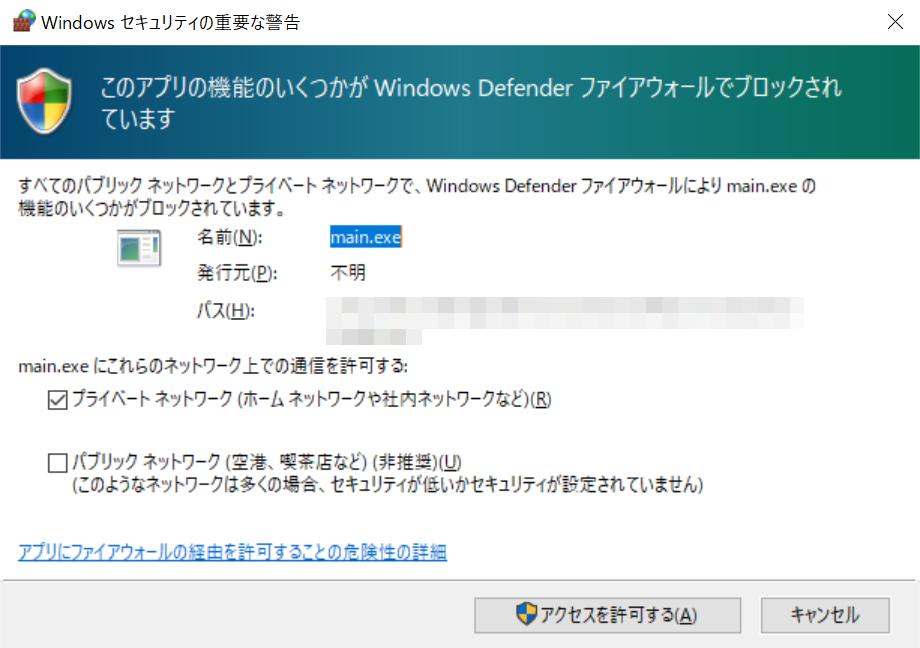 Windows セキュリティの重要な警告
このアプリの機能のいくつかが Windows Defender ファイアウォールでブロックされ
ています
すべてのパブリック ネットワークとプライベート ネットワークで、Windows Defender ファイアウォールにより main.exe の
機能のいくつかがブロックされています。
名前(N): main.exe
発行元(P): 不明
パス(H):
main.exe にこれらのネットワーク上での通信を許可する:
プライベート ネットワーク (ホーム ネットワークや社内ネットワークなど)(R)
パブリック ネットワーク (空港、喫茶店など) (非推奨)(U)
(このようなネットワークは多くの場合、セキュリティが低いかセキュリティが設定されていません)
アプリにファイアウォールの経由を許可することの危険性の詳細
アクセスを許可する(A) キャンセル